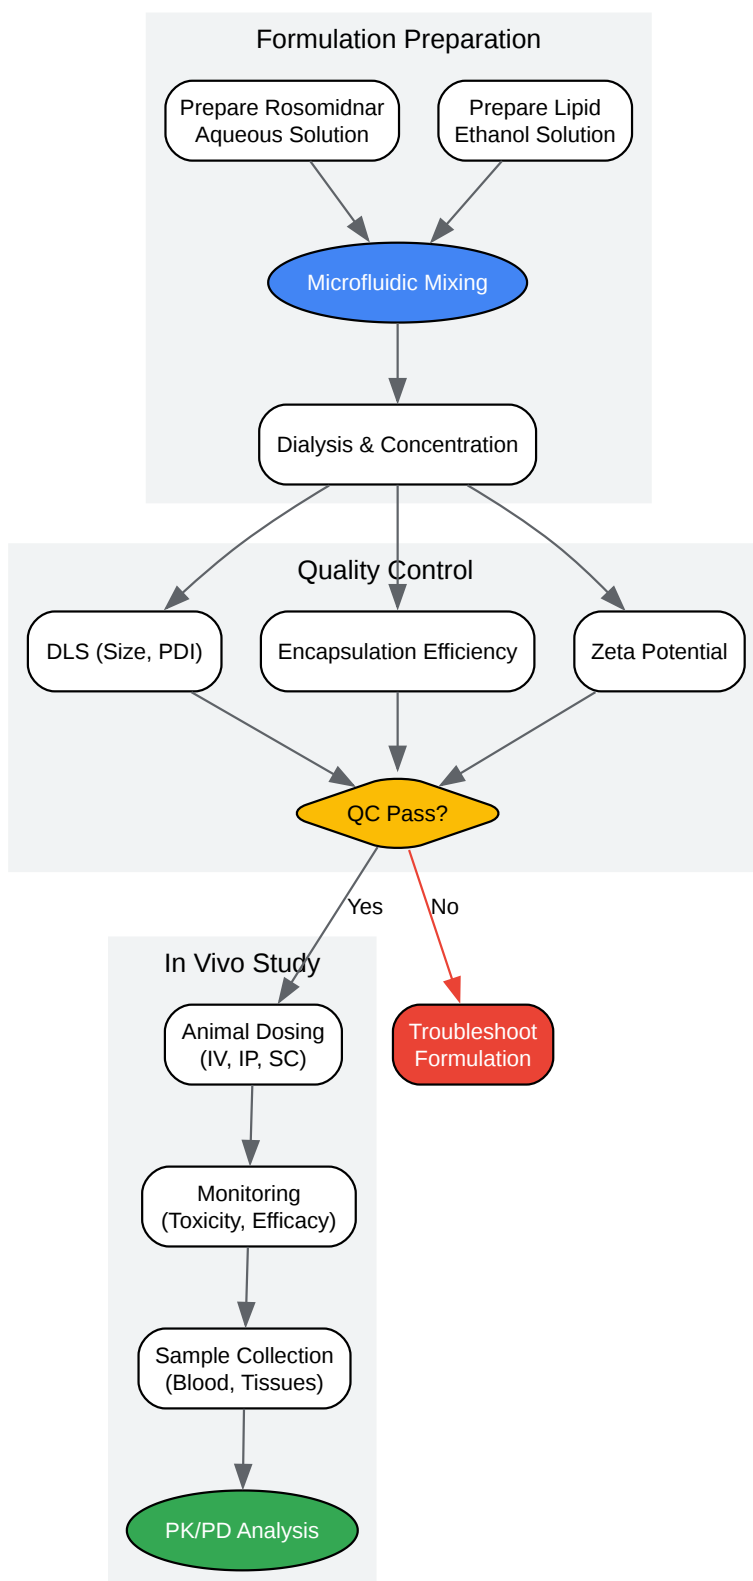 Formulation Preparation
Prepare Rosomidnar
Aqueous Solution
Prepare Lipid
Ethanol Solution
Microfluidic Mixing
Dialysis & Concentration
Quality Control
DLS (Size, PDI)
Encapsulation Efficiency
Zeta Potential
QC Pass?
Yes
No
In Vivo Study
Animal Dosing
(IV, IP, SC)
Troubleshoot
Formulation
Monitoring
(Toxicity, Efficacy)
Sample Collection
(Blood, Tissues)
PK/PD Analysis